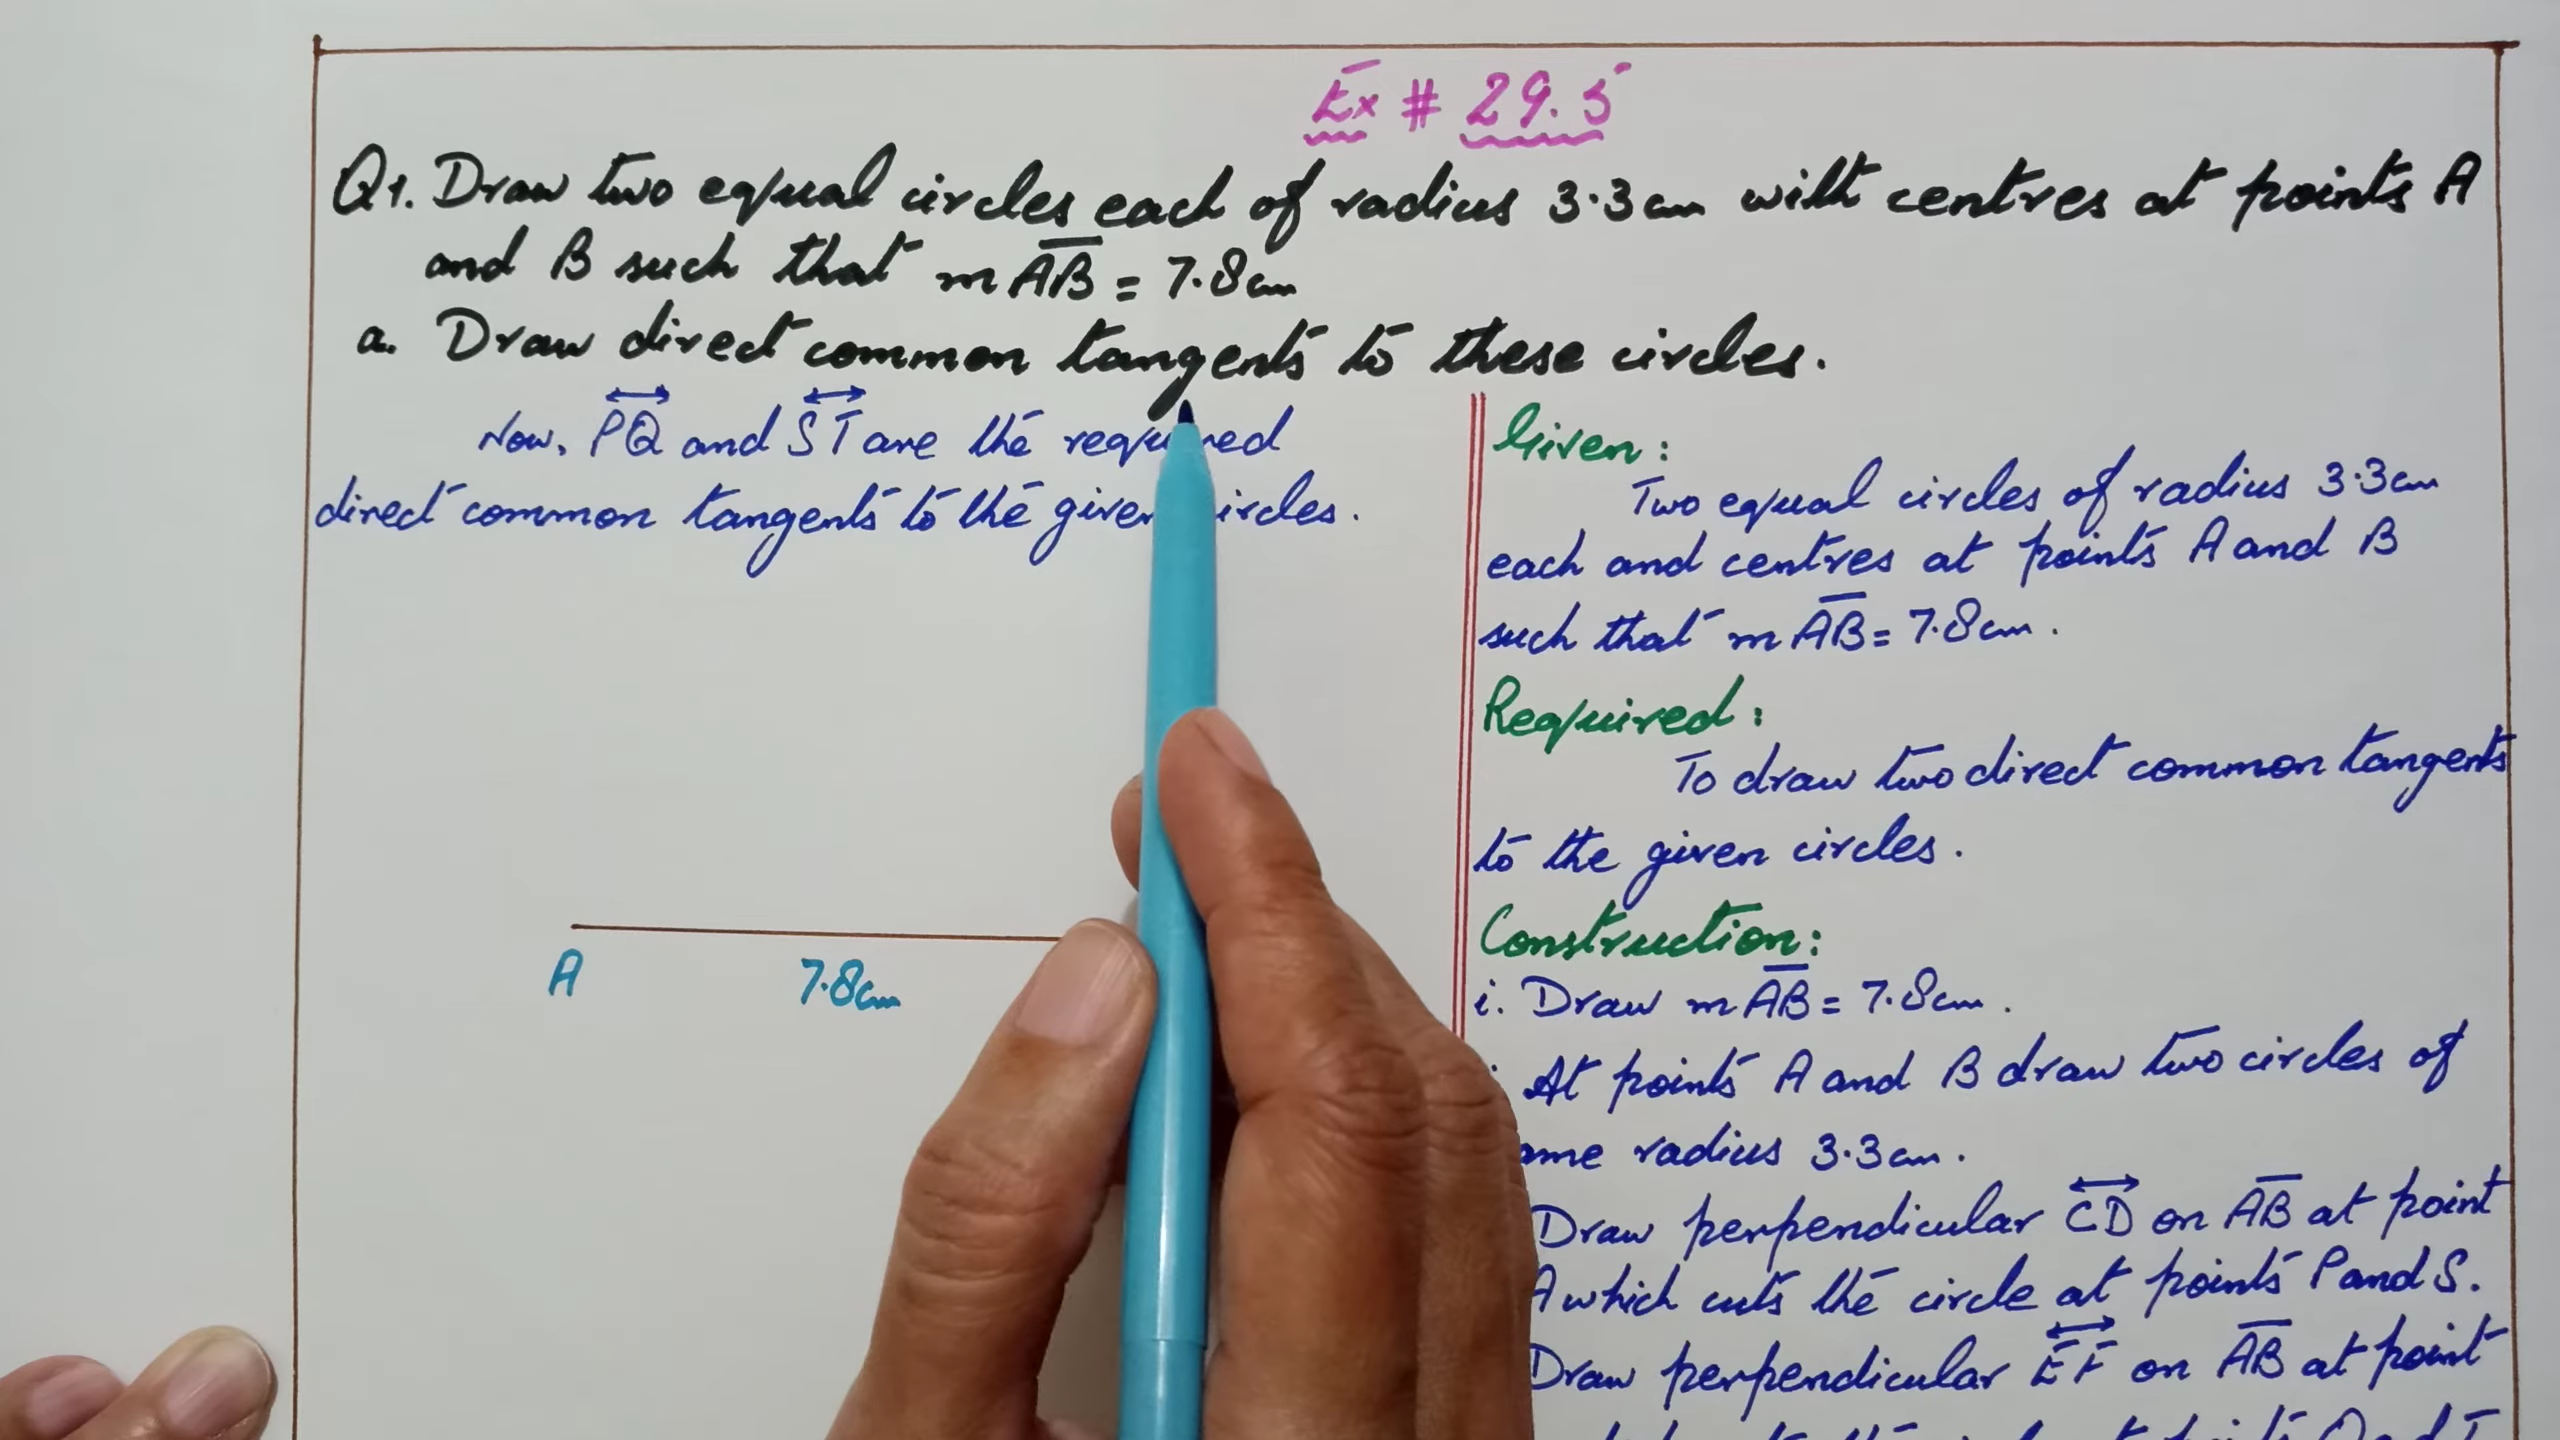 Ex # 29.5
Q1. Draw two equal circles each of radius 3.3cm with centres at points A
and B such that mAB = 7.8cm
a. Draw direct common tangents to these circles.
Now, PQ and ST are the required
direct common tangents to the given circles.
A
7.8cm
Given:
Two equal circles of radius 3.3cm
each and centres at points A and B
such that mAB = 7.8cm.
Required:
To draw two direct common tangents
to the given circles.
Construction:
i. Draw mAB = 7.8cm.
At points A and B draw two circles of
radius 3.3cm.
Draw perpendicular CD on AB at point
A which cuts the circle at points P and S.
Draw perpendicular EF on AB at point